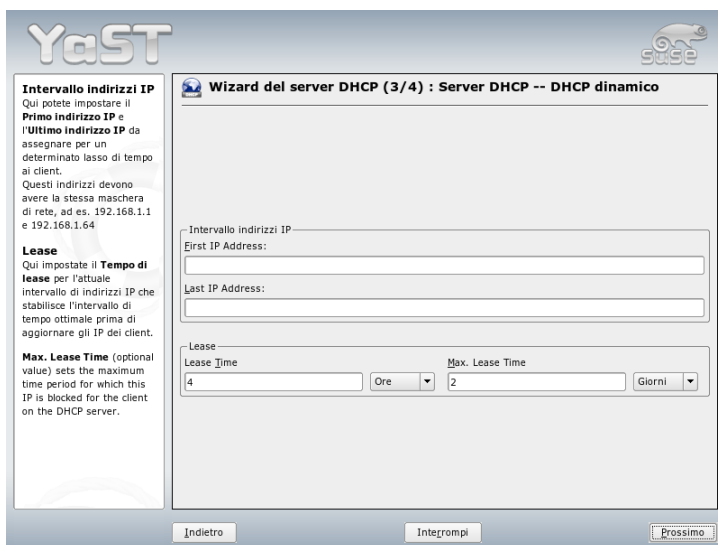 YaST
SUSE
Intervallo indirizzi IP
Qui potete impostare il
Primo indirizzo IP e
l'Ultimo indirizzo IP da
assegnare per un
determinato lasso di tempo
ai client.
Questi indirizzi devono
avere la stessa maschera
di rete, ad es. 192.168.1.1
e 192.168.1.64
Lease
Qui impostate il Tempo di
lease per l'attuale
intervallo di indirizzi IP che
stabilisce l'intervallo di
tempo ottimale prima di
aggiornare gli IP dei client.
Max. Lease Time (optional
value) sets the maximum
time period for which this
IP is blocked for the client
on the DHCP server.
Wizard del server DHCP (3/4) : Server DHCP -- DHCP dinamico
Intervallo indirizzi IP
First IP Address:
Last IP Address:
Lease
Lease Time
Max. Lease Time
4
Ore
2
Giorni
Indietro
Interrompi
Prossimo